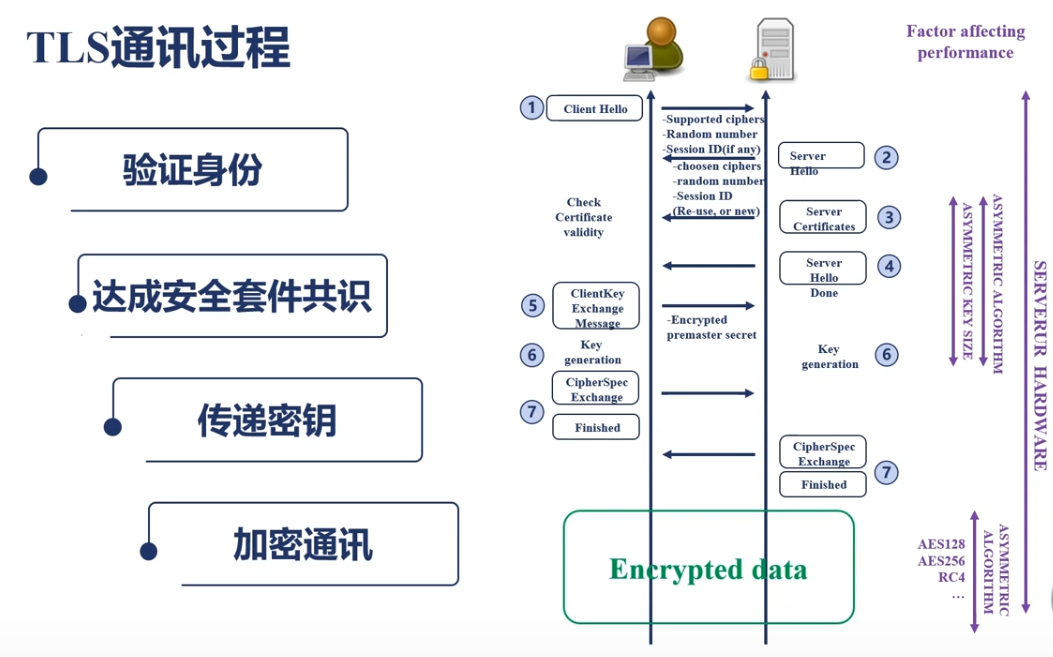 TLS通讯过程
验证身份
达成安全套件共识
传递密钥
加密通讯
Factor affecting
performance
1
Client Hello
-Supported ciphers
-Random number
-Session ID(if any)
Server
Hello
2
-choosen ciphers
-random number
-Session ID
(Re-use, or new)
Check
Certificate
validity
Server
Certificates
3
Server
Hello
Done
4
5
ClientKey
Exchange
Message
-Encrypted
premaster secret
6
Key
generation
Key
generation
6
CipherSpec
Exchange
7
Finished
CipherSpec
Exchange
7
Finished
Encrypted data
ASYMMETRIC KEY SIZE
ASYMMETRIC ALGORITHM
SERVERUR HARDWARE
AES128
AES256
RC4
...
ASYMMETRIC
ALGORITHM